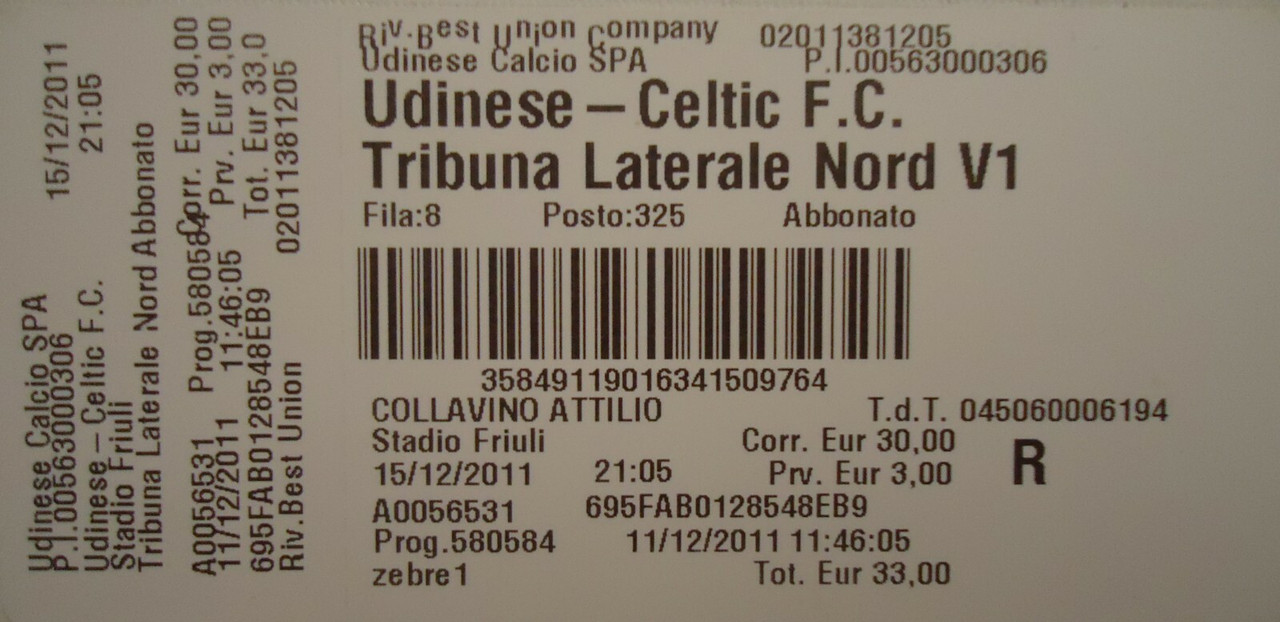 Udinese Calcio SPA 15/12/2011
P.I.00563000306 21:05
Udinese–Celtic F.C.
Stadio Friuli
Tribuna Laterale Nord Abbonato
A0056531 Prog.580584 Corr. Eur 30,00
11/12/2011 11:46:05 Prv. Eur 3,00
695FAB0128548EB9 Tot. Eur 33,0
Riv.Best Union 02011381205
Riv.Best Union Company 02011381205
Udinese Calcio SPA P.I.00563000306
Udinese – Celtic F.C.
Tribuna Laterale Nord V1
Fila:8 Posto:325 Abbonato
35849119016341509764
COLLAVINO ATTILIO T.d.T. 045060006194
Stadio Friuli Corr. Eur 30,00
R
15/12/2011 21:05 Prv. Eur 3,00
A0056531 695FAB0128548EB9
Prog.580584 11/12/2011 11:46:05
zebre1 Tot. Eur 33,00